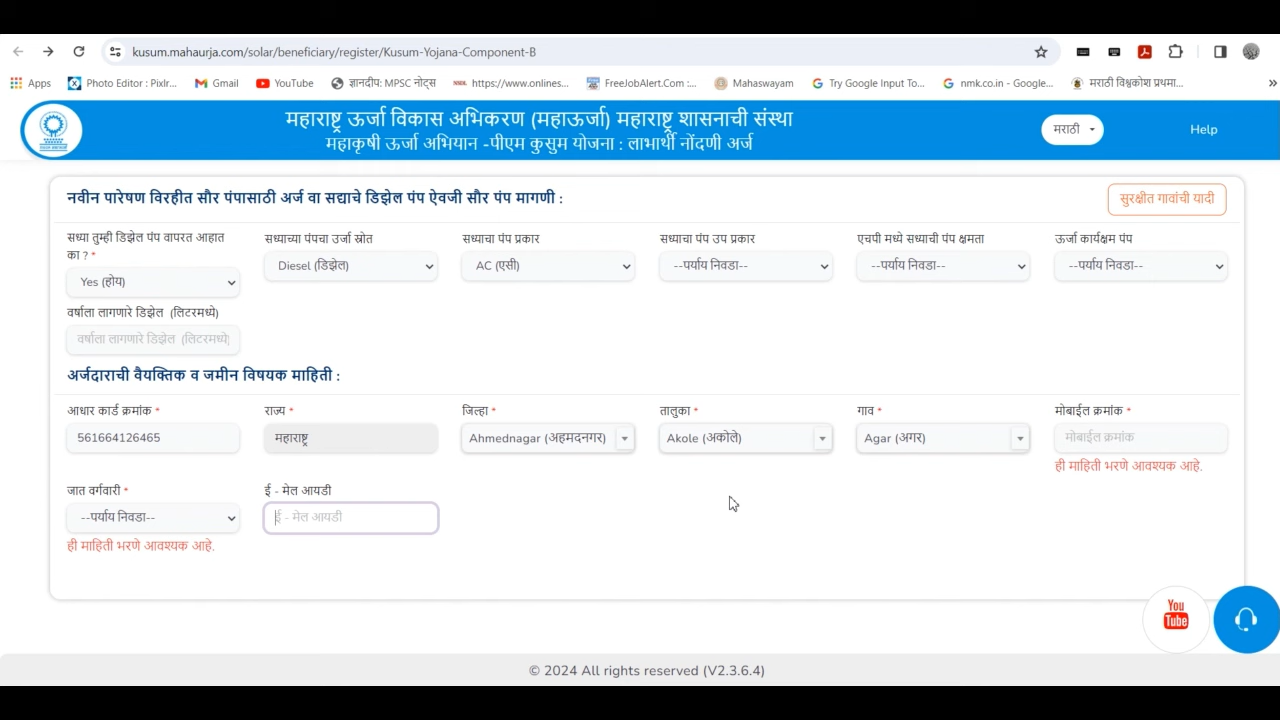 kusum.mahaurja.com/solar/beneficiary/register/Kusum-Yojana-Component-B
Apps Photo Editor : Pixlr... Gmail YouTube ज्ञानदीप: MPSC नोट्स https://www.onlines... FreeJobAlert.Com :... Mahaswayam Try Google Input To... nmk.co.in - Google... मराठी विश्वकोश प्रथमा... »
महाराष्ट्र ऊर्जा विकास अभिकरण (महाऊर्जा) महाराष्ट्र शासनाची संस्था
महाकृषी ऊर्जा अभियान -पीएम कुसुम योजना : लाभार्थी नोंदणी अर्ज
मराठी
Help
नवीन पारेषण विरहीत सौर पंपासाठी अर्ज वा सद्याचे डिझेल पंप ऐवजी सौर पंप मागणी :
सुरक्षीत गावांची यादी
सध्या तुम्ही डिझेल पंप वापरत आहात
का ? *
सध्याच्या पंपचा उर्जा स्रोत
सध्याचा पंप प्रकार
सध्याचा पंप उप प्रकार
एचपी मध्ये सध्याची पंप क्षमता
ऊर्जा कार्यक्षम पंप
Yes (होय)
Diesel (डिझेल)
AC (एसी)
--पर्याय निवडा--
--पर्याय निवडा--
--पर्याय निवडा--
वर्षाला लागणारे डिझेल (लिटरमध्ये)
वर्षाला लागणारे डिझेल (लिटरमध्ये)
अर्जदाराची वैयक्तिक व जमीन विषयक माहिती :
आधार कार्ड क्रमांक *
राज्य *
जिल्हा *
तालुका *
गाव *
मोबाईल क्रमांक *
561664126465
महाराष्ट्र
Ahmednagar (अहमदनगर)
Akole (अकोले)
Agar (अगर)
मोबाईल क्रमांक
ही माहिती भरणे आवश्यक आहे.
जात वर्गवारी *
ई - मेल आयडी
--पर्याय निवडा--
ई - मेल आयडी
ही माहिती भरणे आवश्यक आहे.
You
Tube
© 2024 All rights reserved (V2.3.6.4)